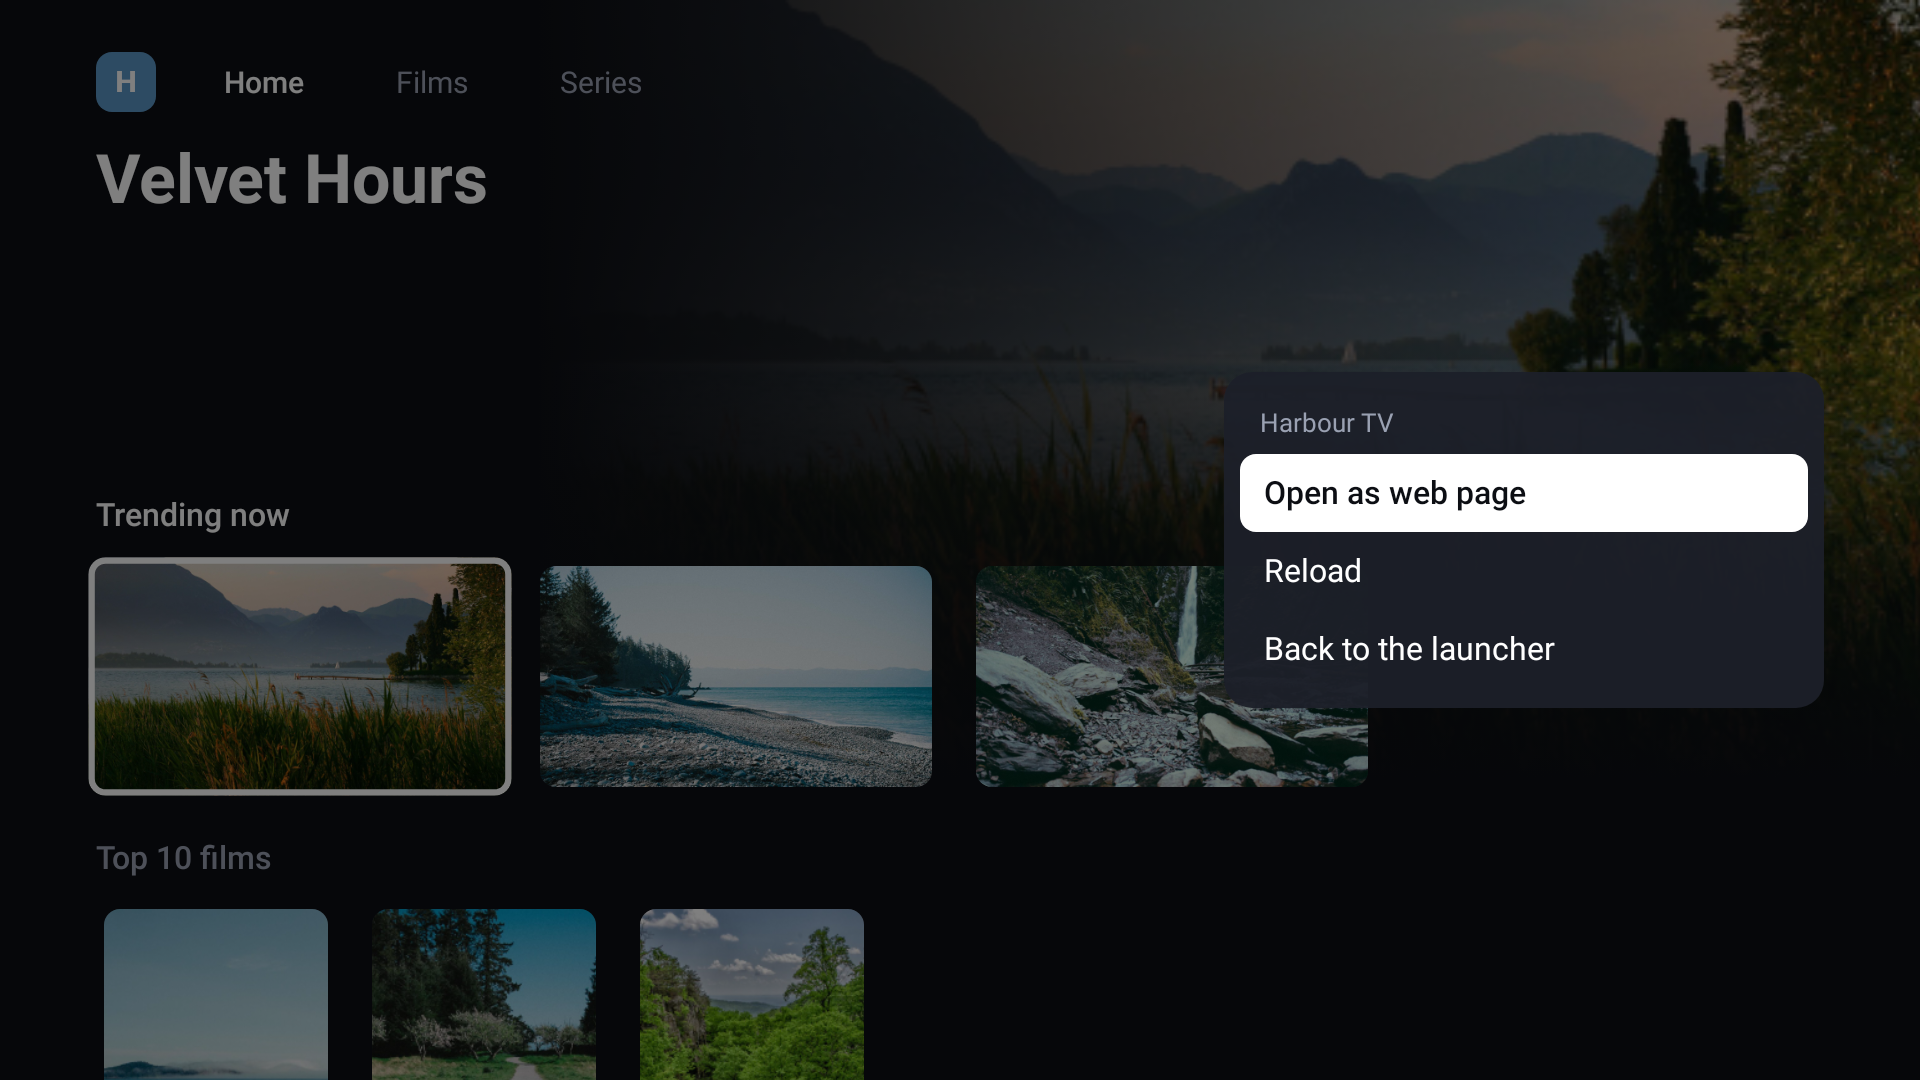 H
Home
Films
Series
Velvet Hours
Harbour TV
Open as web page
Reload
Back to the launcher
Trending now
Top 10 films